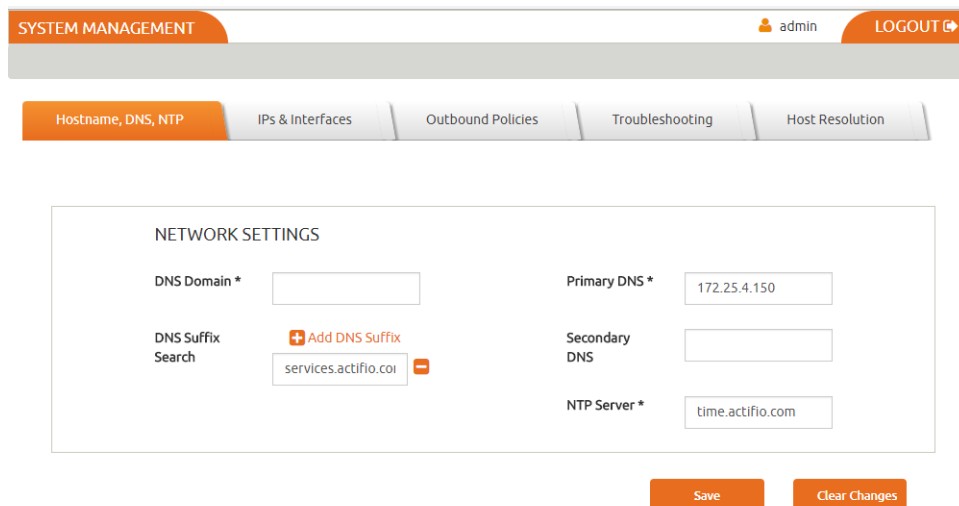 SYSTEM MANAGEMENT
admin
LOGOUT
Hostname, DNS, NTP
IPs & Interfaces
Outbound Policies
Troubleshooting
Host Resolution
NETWORK SETTINGS
DNS Domain *
Primary DNS *
172.25.4.150
DNS Suffix
Search
Add DNS Suffix
services.actifio.co
Secondary
DNS
NTP Server *
time.actifio.com
Save
Clear Changes